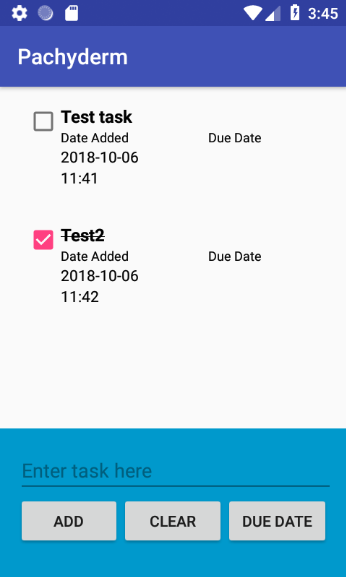 3:45
Pachyderm
Test task
Date Added Due Date
2018-10-06
11:41
Test2
Date Added Due Date
2018-10-06
11:42
Enter task here
ADD CLEAR DUE DATE